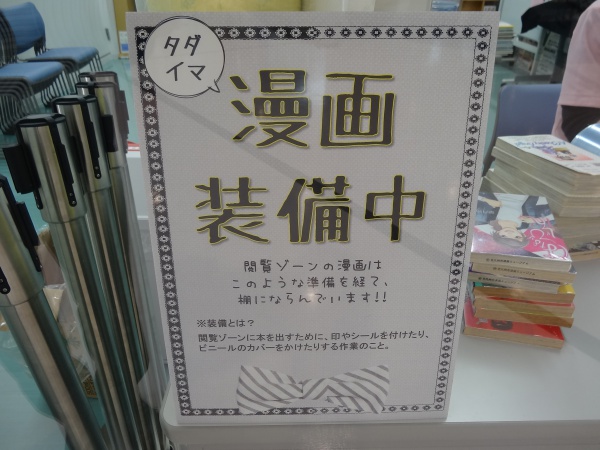 タダ
イマ
漫画
装備中
閲覧ゾーンの漫画は
このような準備を経て、
棚にならんでいます!!
※装備とは?
閲覧ゾーンに本を出すために、印やシールを付けたり、
ビニールのカバーをかけたりする作業のこと。